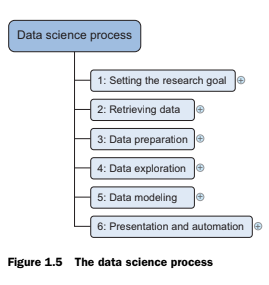 Data science process
1: Setting the research goal
2: Retrieving data
3: Data preparation
4: Data exploration
5: Data modeling
6: Presentation and automation
Figure 1.5 The data science process